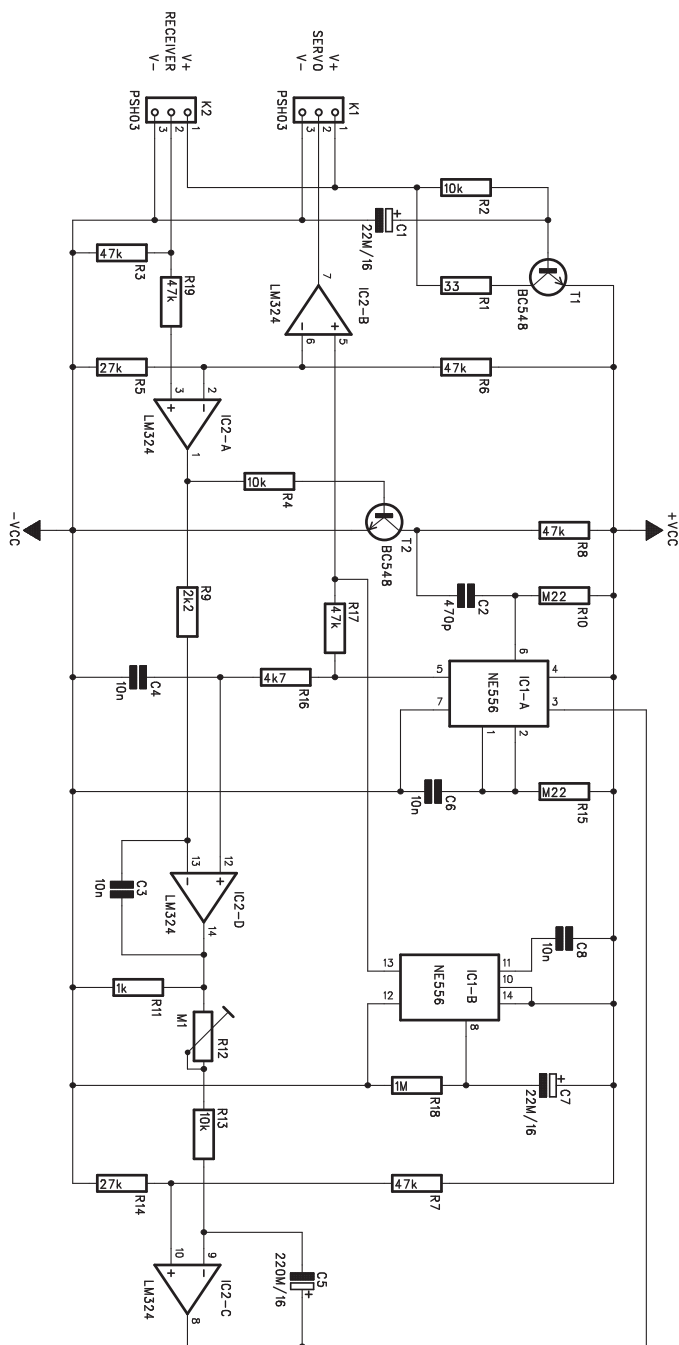 RECEIVER
V+
V-
K2
PSH03
1
2
3
SERVO
V+
V-
K1
PSH03
1
2
3
R3
47k
R19
47k
C1
22M/16
+
R2
10k
R1
33
T1
BC548
IC2-B
LM324
7
6
5
+
-
R5
27k
R6
47k
IC2-A
LM324
3
2
1
+
-
R4
10k
T2
BC548
-VCC
+VCC
R8
47k
R9
2k2
R17
47k
C2
470p
R10
M22
C4
10n
R16
4k7
IC1-A
NE556
6
5
7
4
3
1
2
C6
10n
R15
M22
IC2-D
LM324
13
12
14
-
+
C3
10n
R11
1k
M1
R12
R13
10k
IC1-B
NE556
13
12
11
10
14
8
C8
10n
R18
1M
C7
22M/16
+
R14
27k
R7
47k
IC2-C
LM324
10
9
8
+
-
C5
220M/16
+